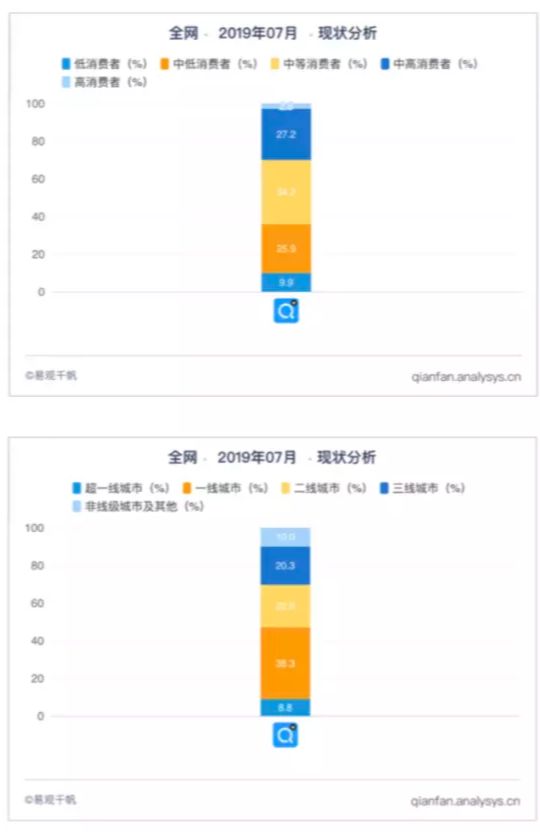 全网 · 2019年07月 · 现状分析
低消费者（%） 中低消费者（%） 中等消费者（%） 中高消费者（%）
高消费者（%）
100
80
27.2
60
34.2
40
20
25.9
9.9
0
©易观千帆 qianfan.analysys.cn
全网 · 2019年07月 · 现状分析
超一线城市（%） 一线城市（%） 二线城市（%） 三线城市（%）
非线级城市及其他（%）
100
10.0
80
20.3
60
40
38.3
20
8.8
0
©易观千帆 qianfan.analysys.cn